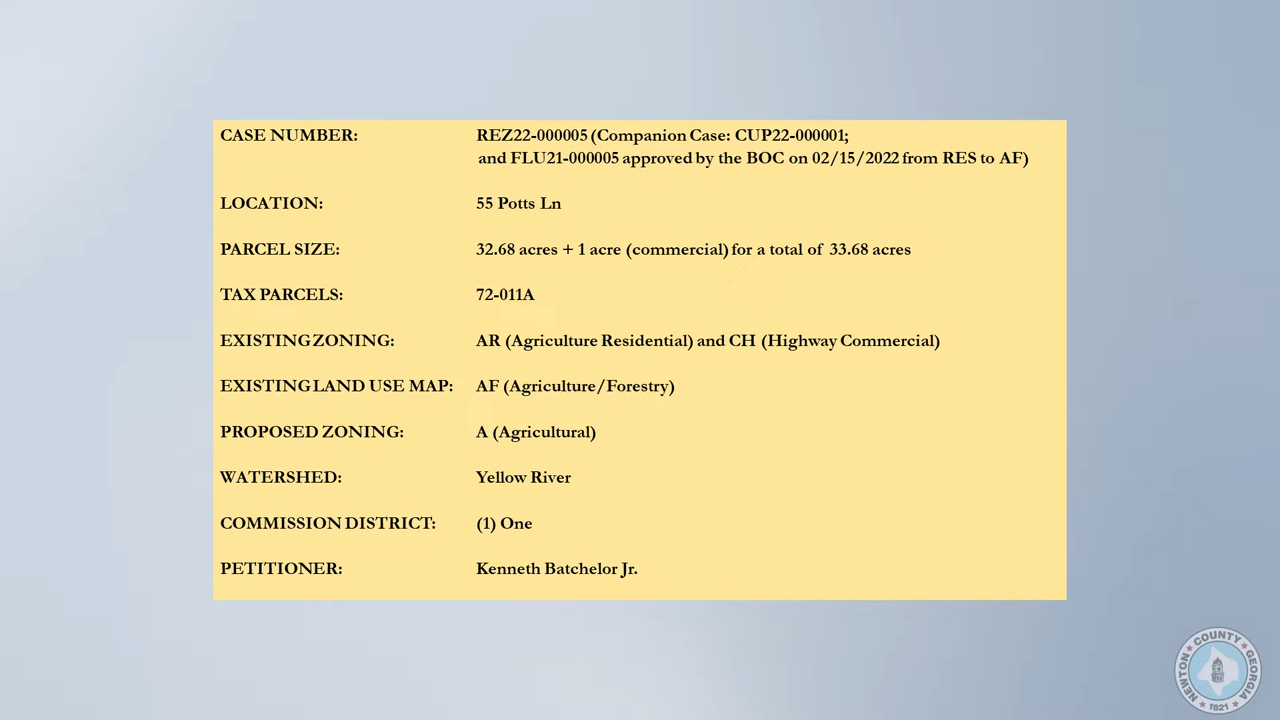 CASE NUMBER: REZ22-000005 (Companion Case: CUP22-000001;
and FLU21-000005 approved by the BOC on 02/15/2022 from RES to AF)
LOCATION: 55 Potts Ln
PARCEL SIZE: 32.68 acres + 1 acre (commercial) for a total of 33.68 acres
TAX PARCELS: 72-011A
EXISTING ZONING: AR (Agriculture Residential) and CH (Highway Commercial)
EXISTING LAND USE MAP: AF (Agriculture/Forestry)
PROPOSED ZONING: A (Agricultural)
WATERSHED: Yellow River
COMMISSION DISTRICT: (1) One
PETITIONER: Kenneth Batchelor Jr.
NEWTON COUNTY GEORGIA
1821